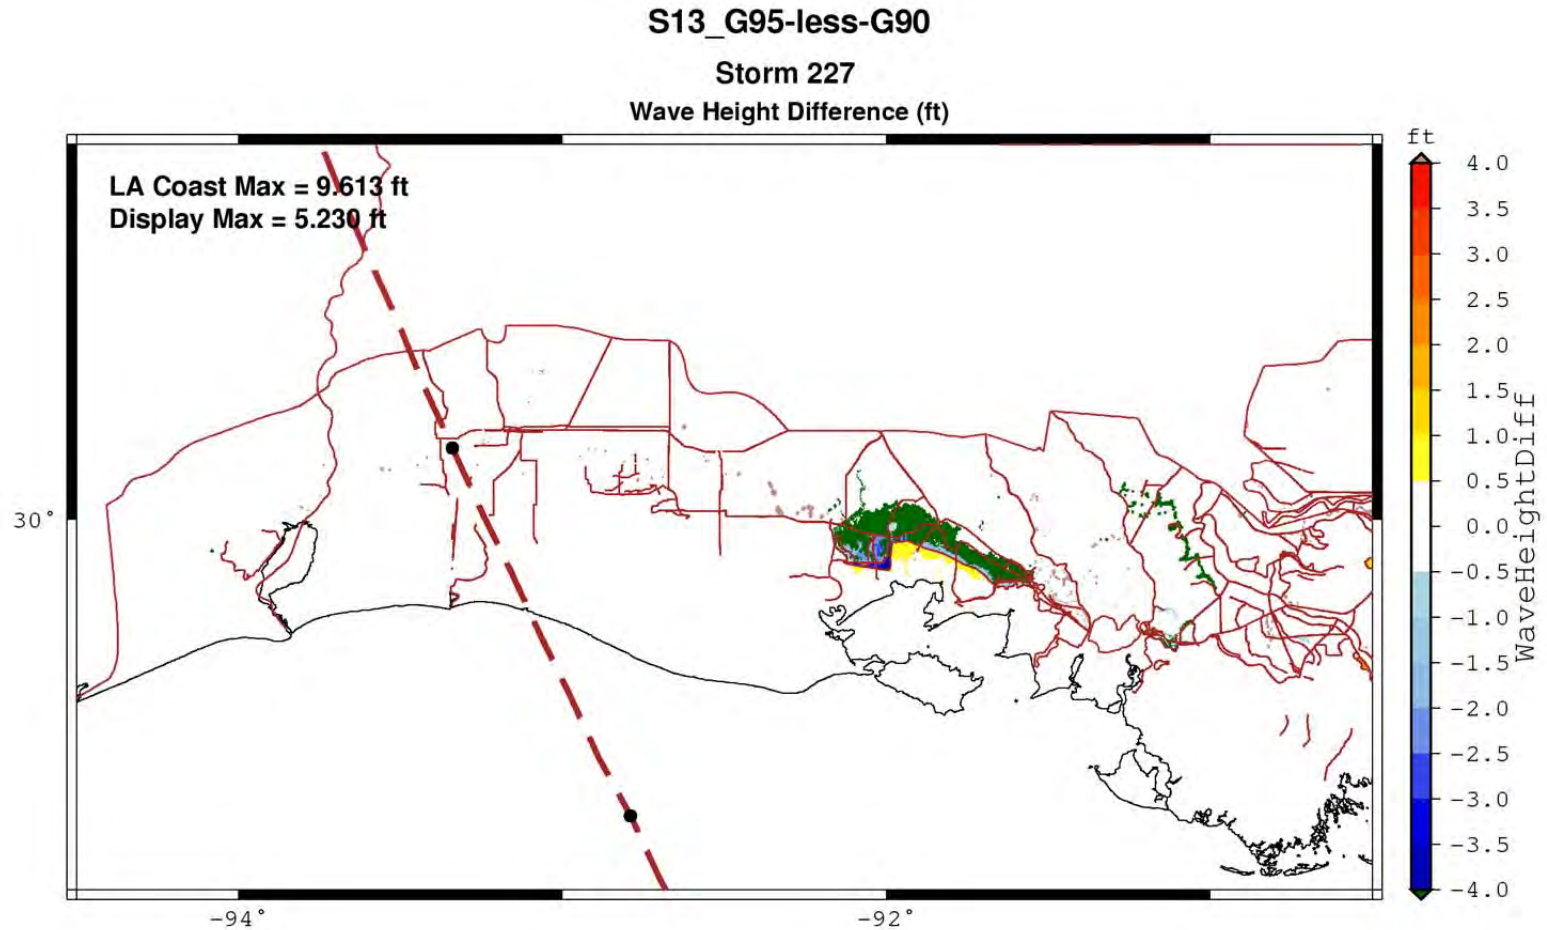 S13_G95-less-G90
Storm 227
Wave Height Difference (ft)
LA Coast Max = 9.613 ft
Display Max = 5.230 ft
ft
4.0
3.5
3.0
2.5
2.0
1.5
1.0
0.5
0.0
-0.5
-1.0
-1.5
-2.0
-2.5
-3.0
-3.5
-4.0
WaveHeightDiff
30°
-94°
-92°